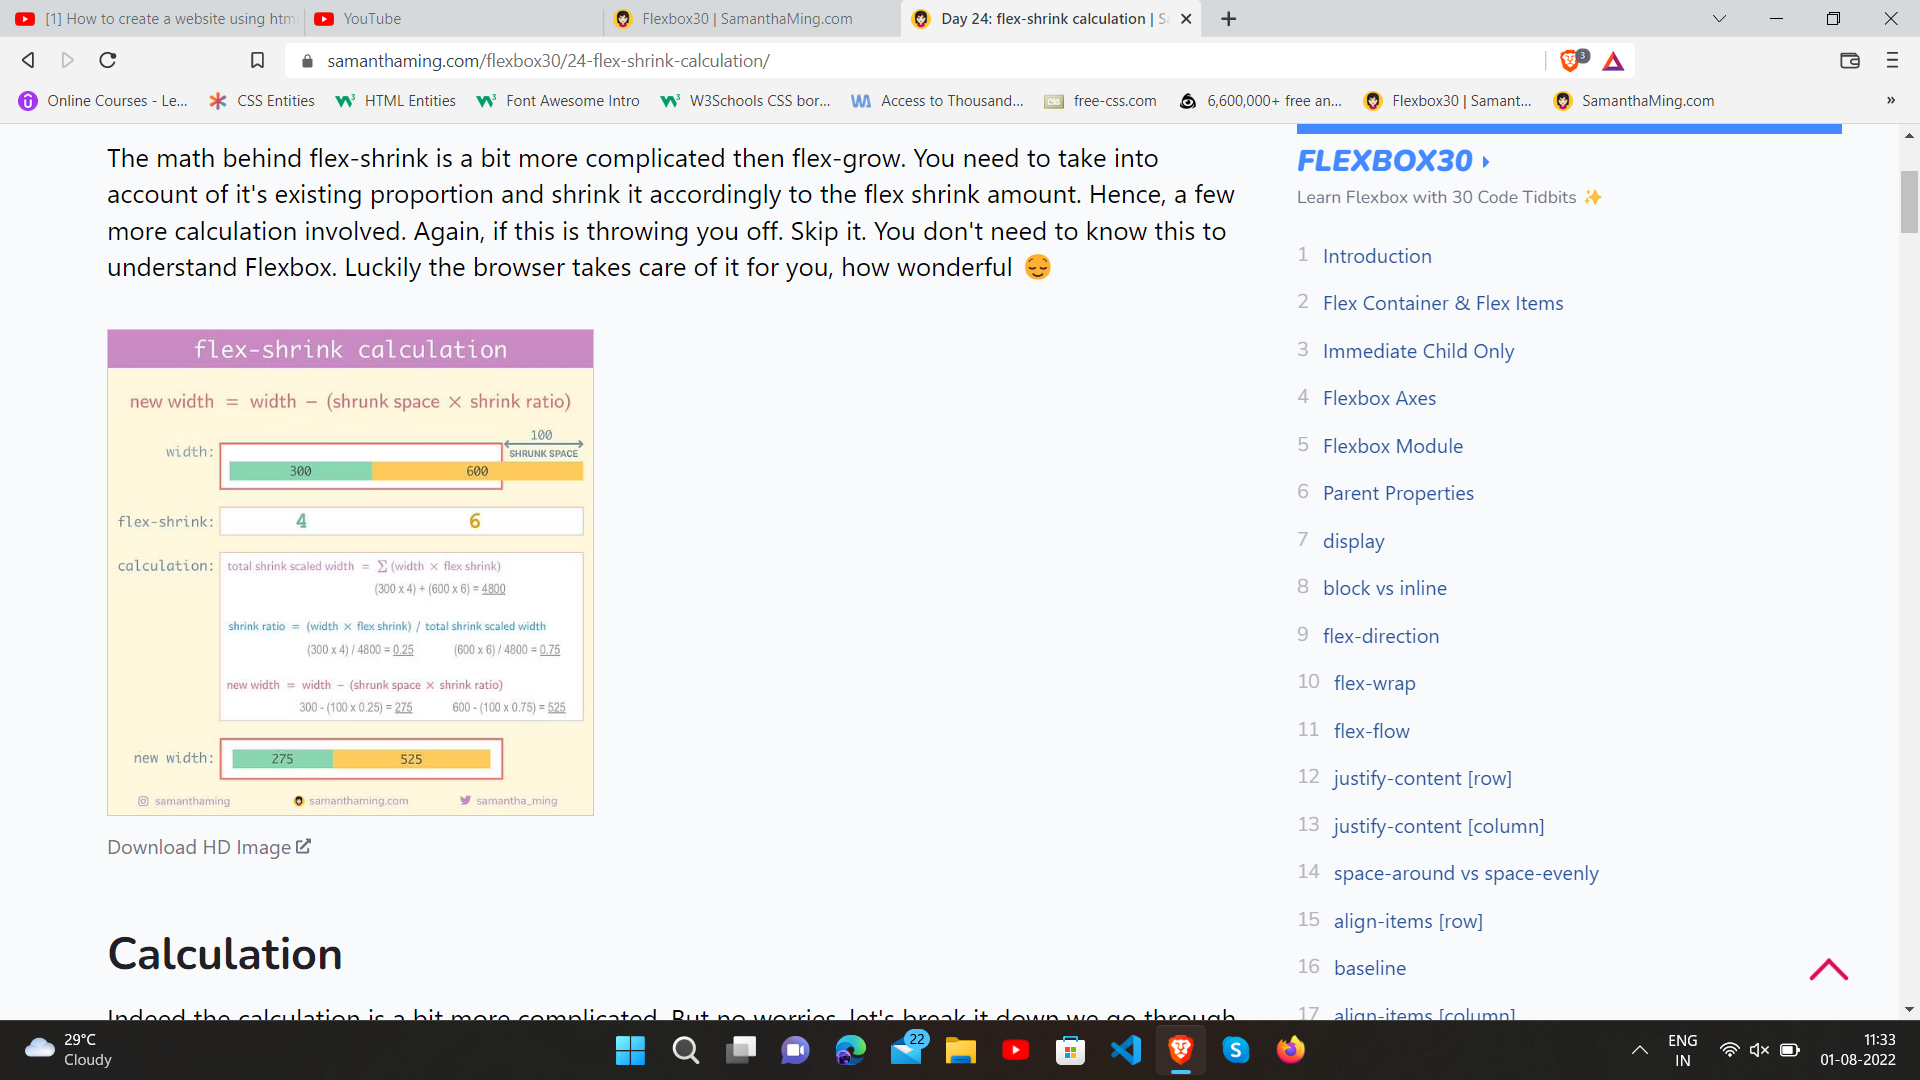 [1] How to create a website using html
YouTube
Flexbox30 | SamanthaMing.com
Day 24: flex-shrink calculation | Sa
samanthaming.com/flexbox30/24-flex-shrink-calculation/
3
Online Courses - Le...
CSS Entities
HTML Entities
Font Awesome Intro
W3Schools CSS bor...
Access to Thousand...
free-css.com
6,600,000+ free an...
Flexbox30 | Samant...
SamanthaMing.com
»
The math behind flex-shrink is a bit more complicated then flex-grow. You need to take into
account of it's existing proportion and shrink it accordingly to the flex shrink amount. Hence, a few
more calculation involved. Again, if this is throwing you off. Skip it. You don't need to know this to
understand Flexbox. Luckily the browser takes care of it for you, how wonderful 😌
flex-shrink calculation
new width = width − (shrunk space × shrink ratio)
100
width:
SHRUNK SPACE
300 600
flex-shrink: 4 6
calculation: total shrink scaled width = ∑ (width × flex shrink)
(300 x 4) + (600 x 6) = 4800
shrink ratio = (width × flex shrink) / total shrink scaled width
(300 x 4) / 4800 = 0.25 (600 x 6) / 4800 = 0.75
new width = width − (shrunk space × shrink ratio)
300 - (100 x 0.25) = 275 600 - (100 x 0.75) = 525
new width: 275 525
samanthaming samanthaming.com samantha_ming
Download HD Image
Calculation
Indeed the calculation is a bit more complicated. But no worries, let's break it down we go through
FLEXBOX30
Learn Flexbox with 30 Code Tidbits ✨
1 Introduction
2 Flex Container & Flex Items
3 Immediate Child Only
4 Flexbox Axes
5 Flexbox Module
6 Parent Properties
7 display
8 block vs inline
9 flex-direction
10 flex-wrap
11 flex-flow
12 justify-content [row]
13 justify-content [column]
14 space-around vs space-evenly
15 align-items [row]
16 baseline
17 align-items [column]
29°C
Cloudy
22
ENG
IN
11:33
01-08-2022